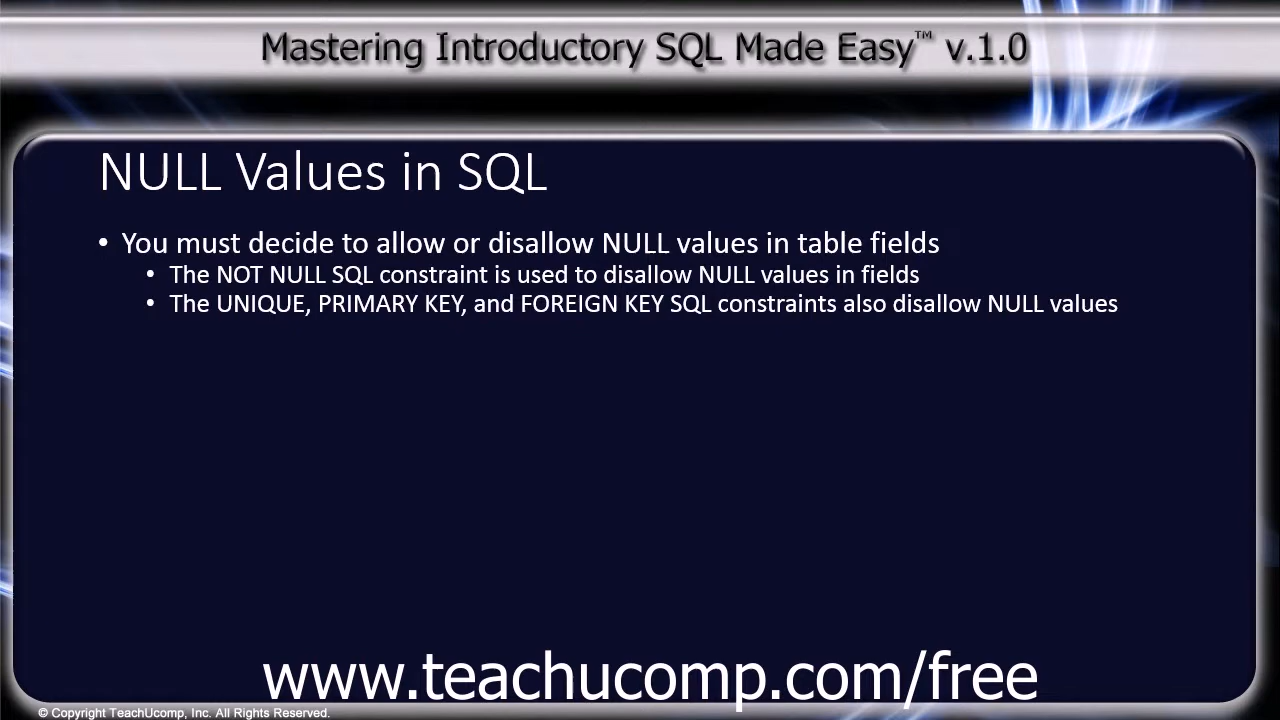 Mastering Introductory SQL Made Easy™ v.1.0
NULL Values in SQL
• You must decide to allow or disallow NULL values in table fields
• The NOT NULL SQL constraint is used to disallow NULL values in fields
• The UNIQUE, PRIMARY KEY, and FOREIGN KEY SQL constraints also disallow NULL values
www.teachucomp.com/free
© Copyright TeachUcomp, Inc. All Rights Reserved.